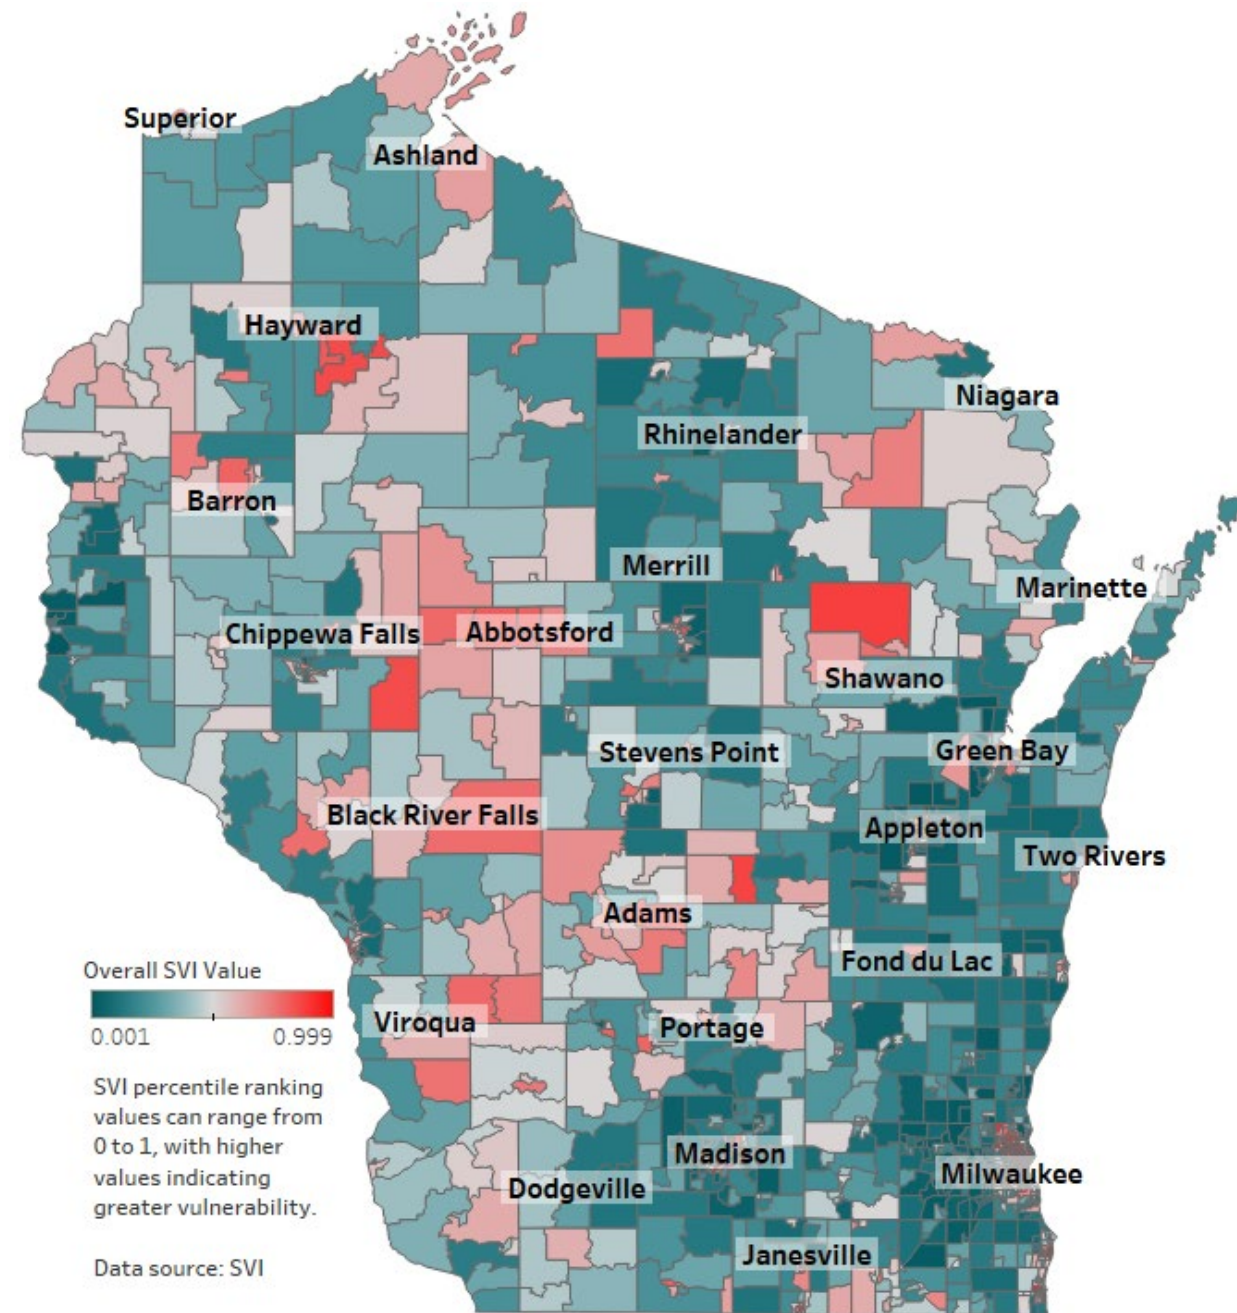 Superior
Ashland
Hayward
Niagara
Rhinelander
Barron
Merrill
Marinette
Chippewa Falls
Abbotsford
Shawano
Stevens Point
Green Bay
Black River Falls
Appleton
Two Rivers
Adams
Fond du Lac
Overall SVI Value
0.001 0.999
Viroqua
Portage
SVI percentile ranking
values can range from
0 to 1, with higher
values indicating
greater vulnerability.
Madison
Milwaukee
Dodgeville
Janesville
Data source: SVI